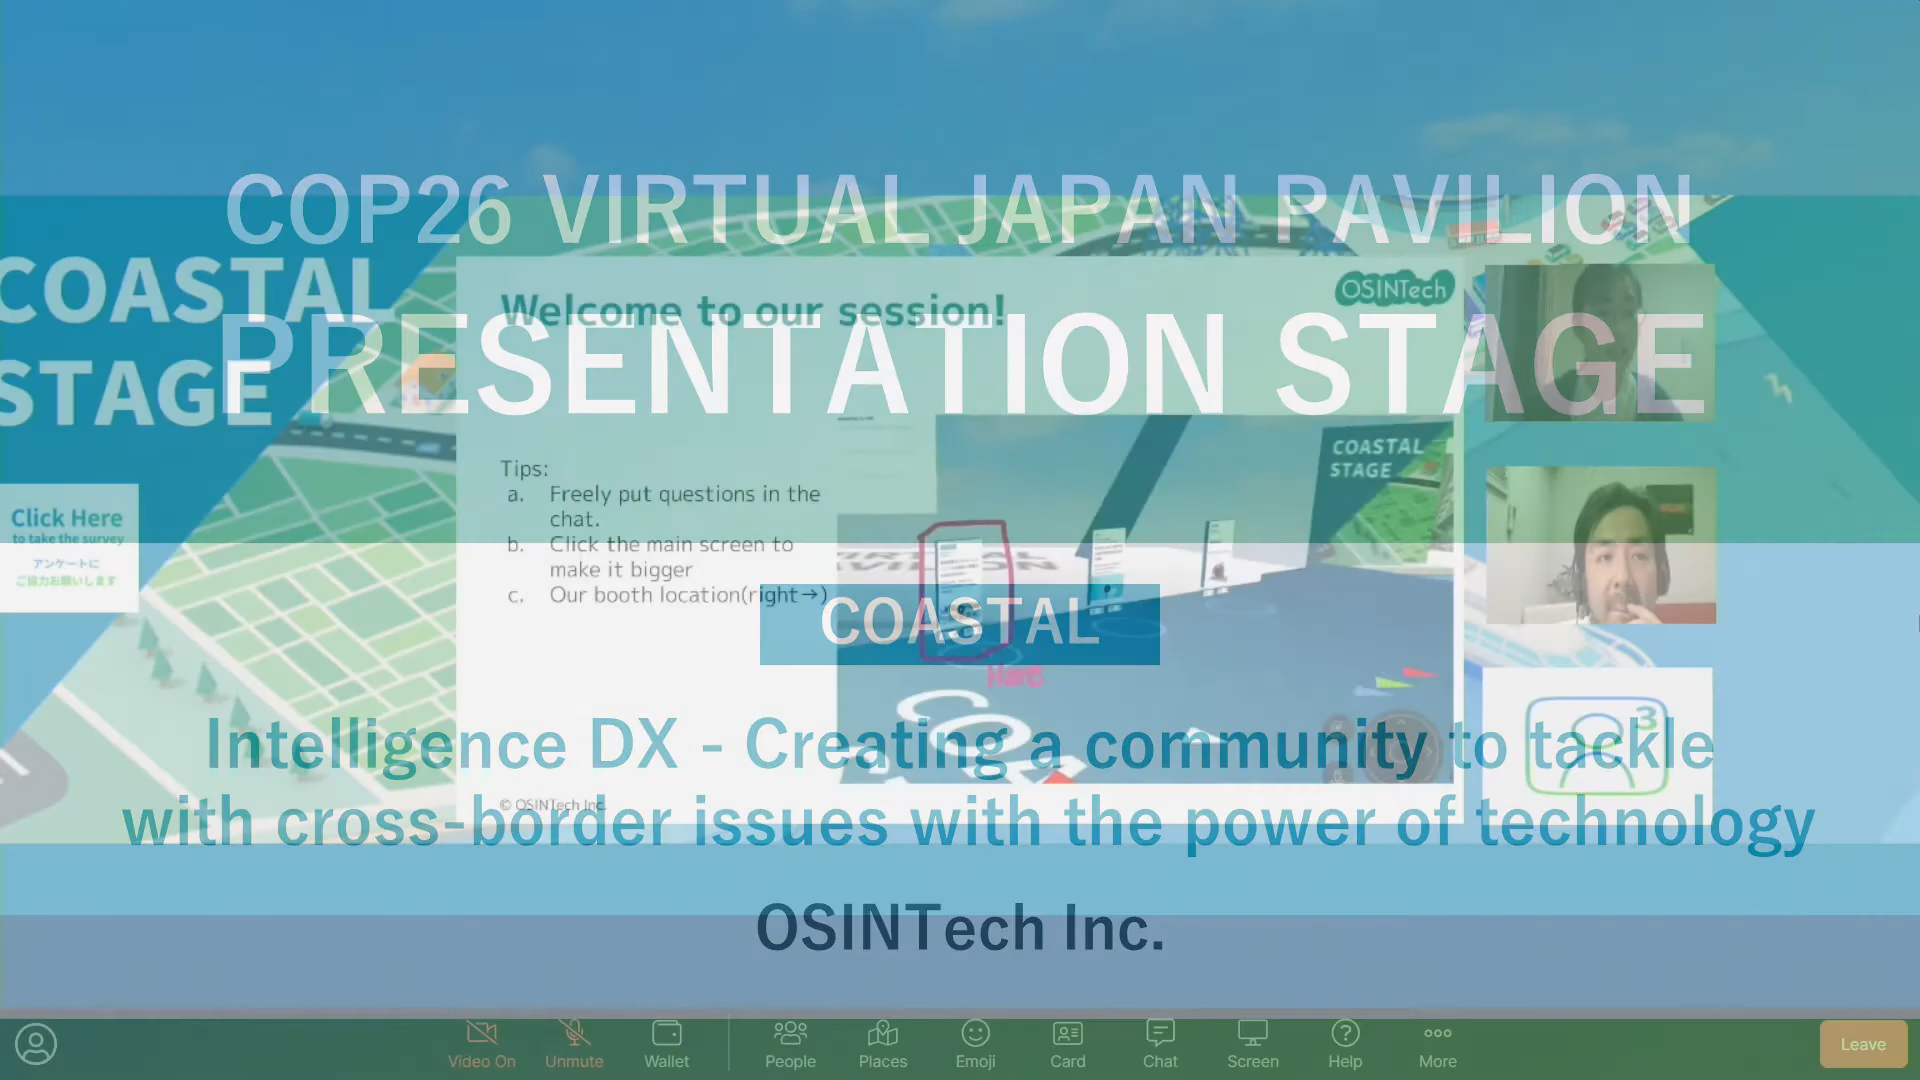 COP26 VIRTUAL JAPAN PAVILION
PRESENTATION STAGE
COASTAL
Intelligence DX - Creating a community to tackle
with cross-border issues with the power of technology
OSINTech Inc.
COASTAL
STAGE
Click Here
to take the survey
アンケートに
ご協力お願いします
Welcome to our session!
OSINTech
Tips:
a. Freely put questions in the
chat.
b. Click the main screen to
make it bigger
c. Our booth location(right→)
COASTAL
STAGE
Here
© OSINTech Inc.
3
Video On
Unmute
Wallet
People
Places
Emoji
Card
Chat
Screen
Help
More
Leave